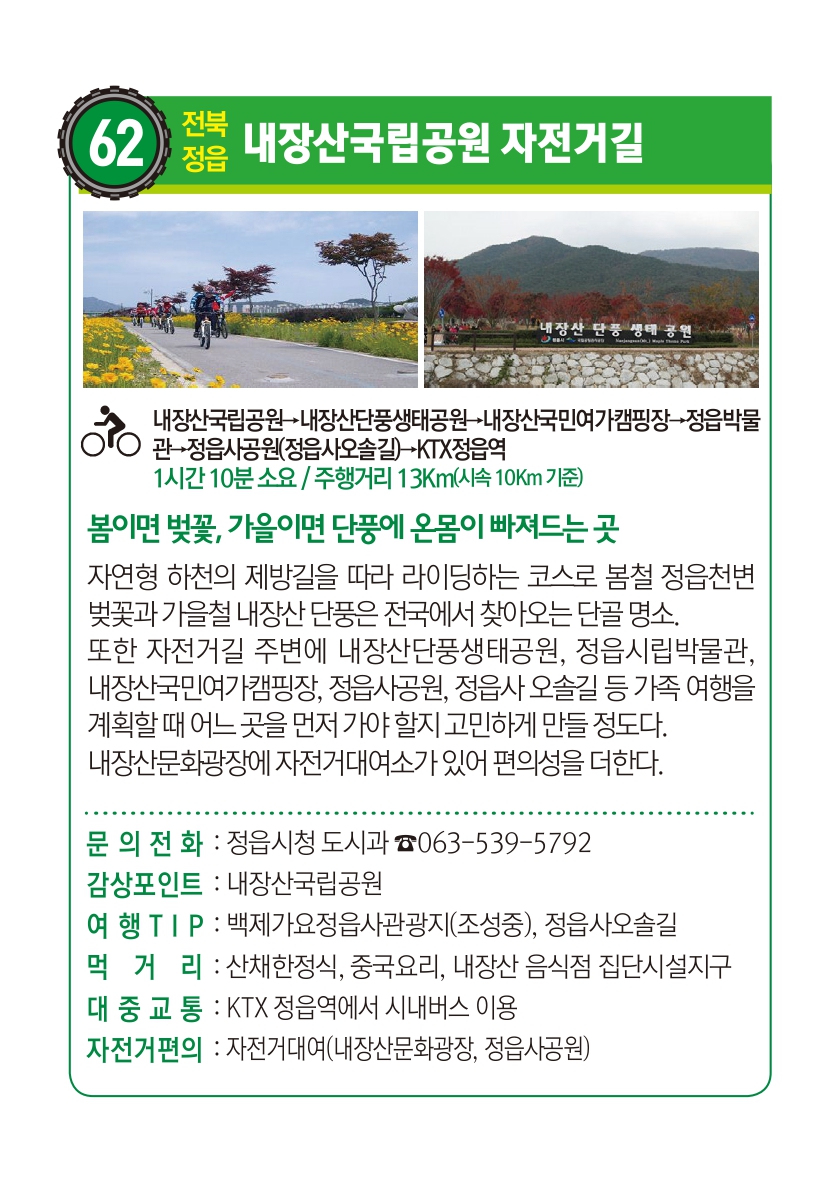 62
전북
정읍
내장산국립공원 자전거길
내장산 단풍 생태 공원
내장산국립공원→내장산단풍생태공원→내장산국민여가캠핑장→정읍박물
관→정읍사공원(정읍사오솔길)→KTX정읍역
1시간 10분 소요 / 주행거리 13Km(시속 10Km 기준)
봄이면 벚꽃, 가을이면 단풍에 온몸이 빠져드는 곳
자연형 하천의 제방길을 따라 라이딩하는 코스로 봄철 정읍천변
벚꽃과 가을철 내장산 단풍은 전국에서 찾아오는 단골 명소.
또한 자전거길 주변에 내장산단풍생태공원, 정읍시립박물관,
내장산국민여가캠핑장, 정읍사공원, 정읍사 오솔길 등 가족 여행을
계획할 때 어느 곳을 먼저 가야 할지 고민하게 만들 정도다.
내장산문화광장에 자전거대여소가 있어 편의성을 더한다.
문의전화 : 정읍시청 도시과 ☎063-539-5792
감상포인트 : 내장산국립공원
여행TIP : 백제가요정읍사관광지(조성중), 정읍사오솔길
먹거리 : 산채한정식, 중국요리, 내장산 음식점 집단시설지구
대중교통 : KTX 정읍역에서 시내버스 이용
자전거편의 : 자전거대여(내장산문화광장, 정읍사공원)